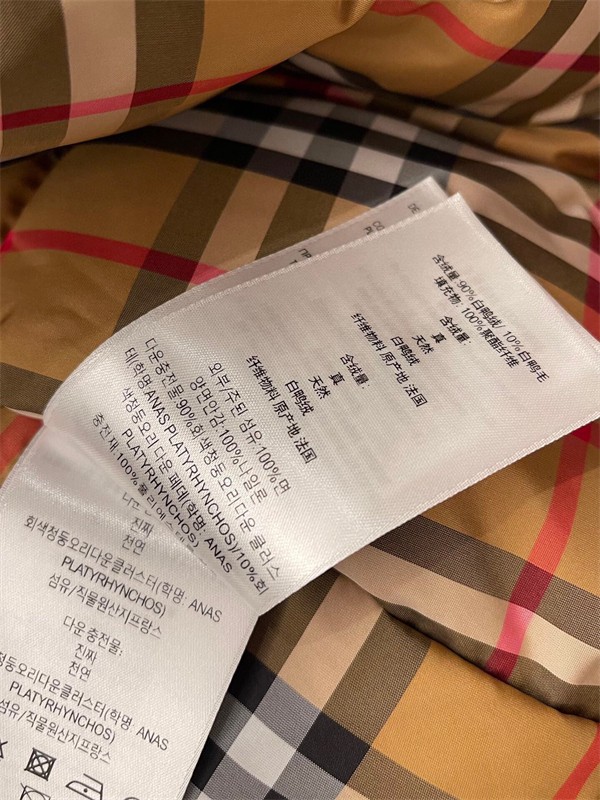 含绒量:90%白鸭绒/10%白鸭毛
填充物:100%聚酯纤维
含绒量:
真
天然
白鸭绒
纤维物料 原产地:法国
含绒量:
真
天然
白鸭绒
纤维物料 原产地:法国
외부 주된 섬유:100%면
양면안감:100%나일로
다운충전물90%회색청둥오리다운 클러스
테(학명 ANAS PLATYRHYNCHOS)/10%회
색청둥오리 다운 페데(학명: ANAS
PLATYRHYNCHOS)
진짜
천연
회색청둥오리다운클러스터(학명: ANAS
PLATYRHYNCHOS)
섬유/직물원산지프랑스
다운충전물:
진짜
천연
청둥오리다운클러스터(학명: ANAS
PLATYRHYNCHOS)
섬유/직물원산지프랑스